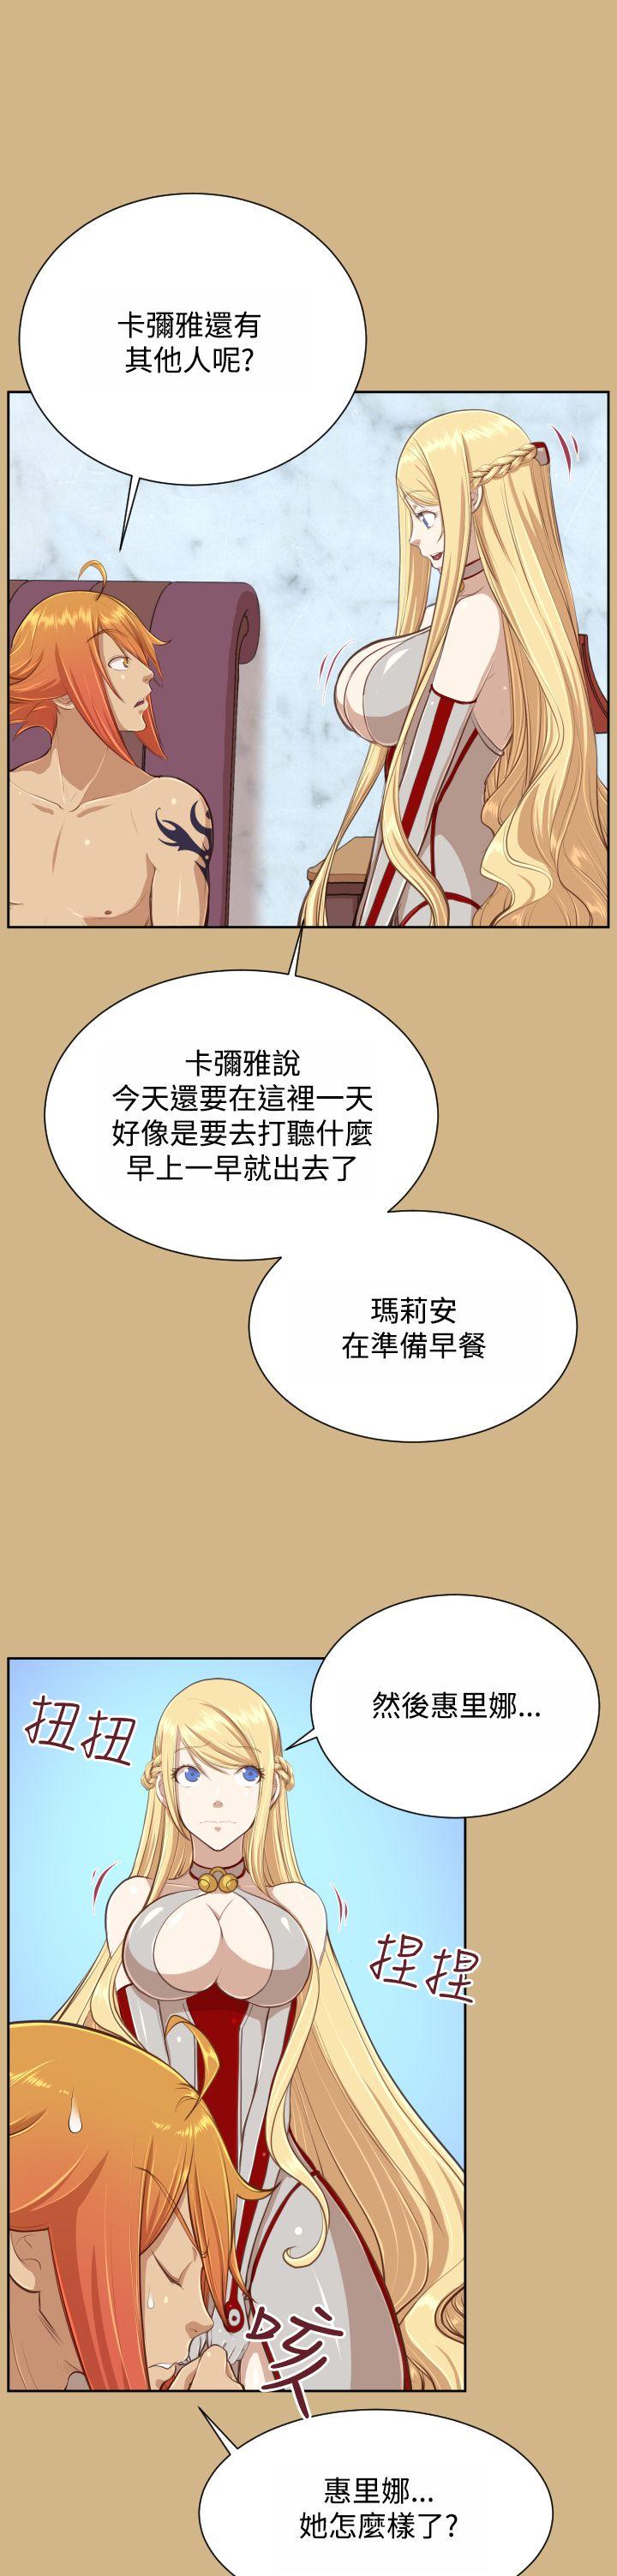 卡彌雅還有
其他人呢?
卡彌雅說
今天還要在這裡一天
好像是要去打聽什麼
早上一早就出去了
瑪莉安
在準備早餐
然後惠里娜...
扭扭
捏捏
咳
惠里娜...
她怎麼樣了?